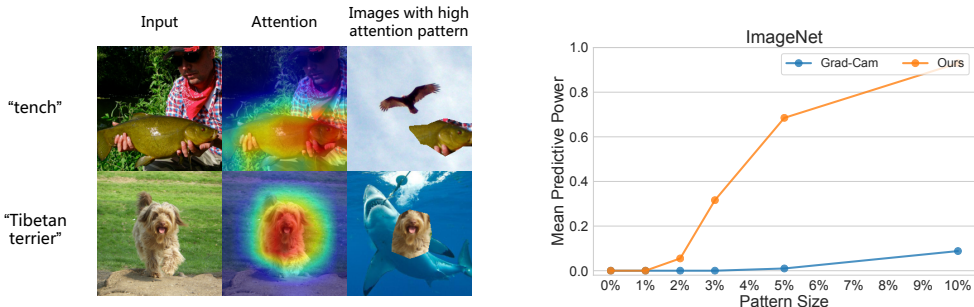 Input
Attention
Images with high
attention pattern
“tench”
“Tibetan
terrier”
ImageNet
Grad-Cam
Ours
Mean Predictive Power
1.0
0.8
0.6
0.4
0.2
0.0
0% 1% 2% 3% 4% 5% 6% 7% 8% 9% 10%
Pattern Size